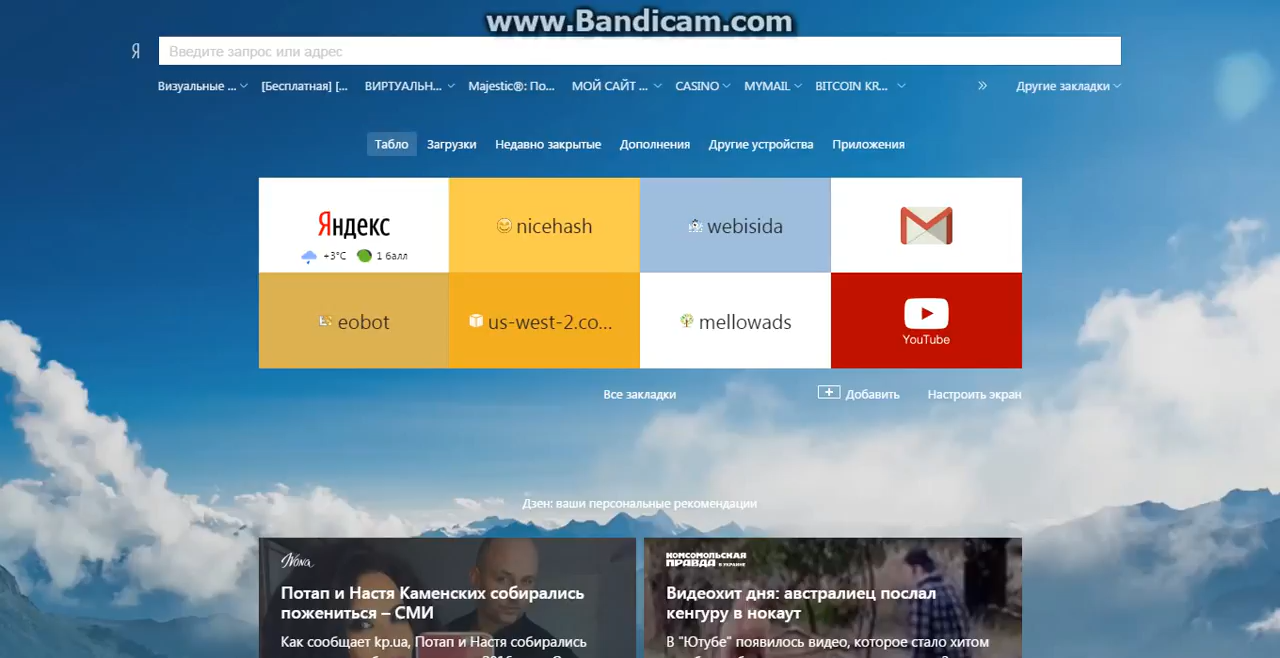 www.Bandicam.com
Я Введите запрос или адрес
Визуальные ... [Бесплатная] [... ВИРТУАЛЬН... Majestic®: По... МОЙ САЙТ ... CASINO MYMAIL BITCOIN KR... » Другие закладки
Табло Загрузки Недавно закрытые Дополнения Другие устройства Приложения
Яндекс nicehash webisida
+3°C 1 балл
eobot us-west-2.co... mellowads YouTube
Все закладки Добавить Настроить экран
Дзен: ваши персональные рекомендации
КОМСОМОЛЬСКАЯ
ПРАВДА В УКРАИНЕ
Потап и Настя Каменских собирались
пожениться – СМИ
Как сообщает kp.ua, Потап и Настя собирались
Видеохит дня: австралиец послал
кенгуру в нокаут
В "Ютубе" появилось видео, которое стало хитом